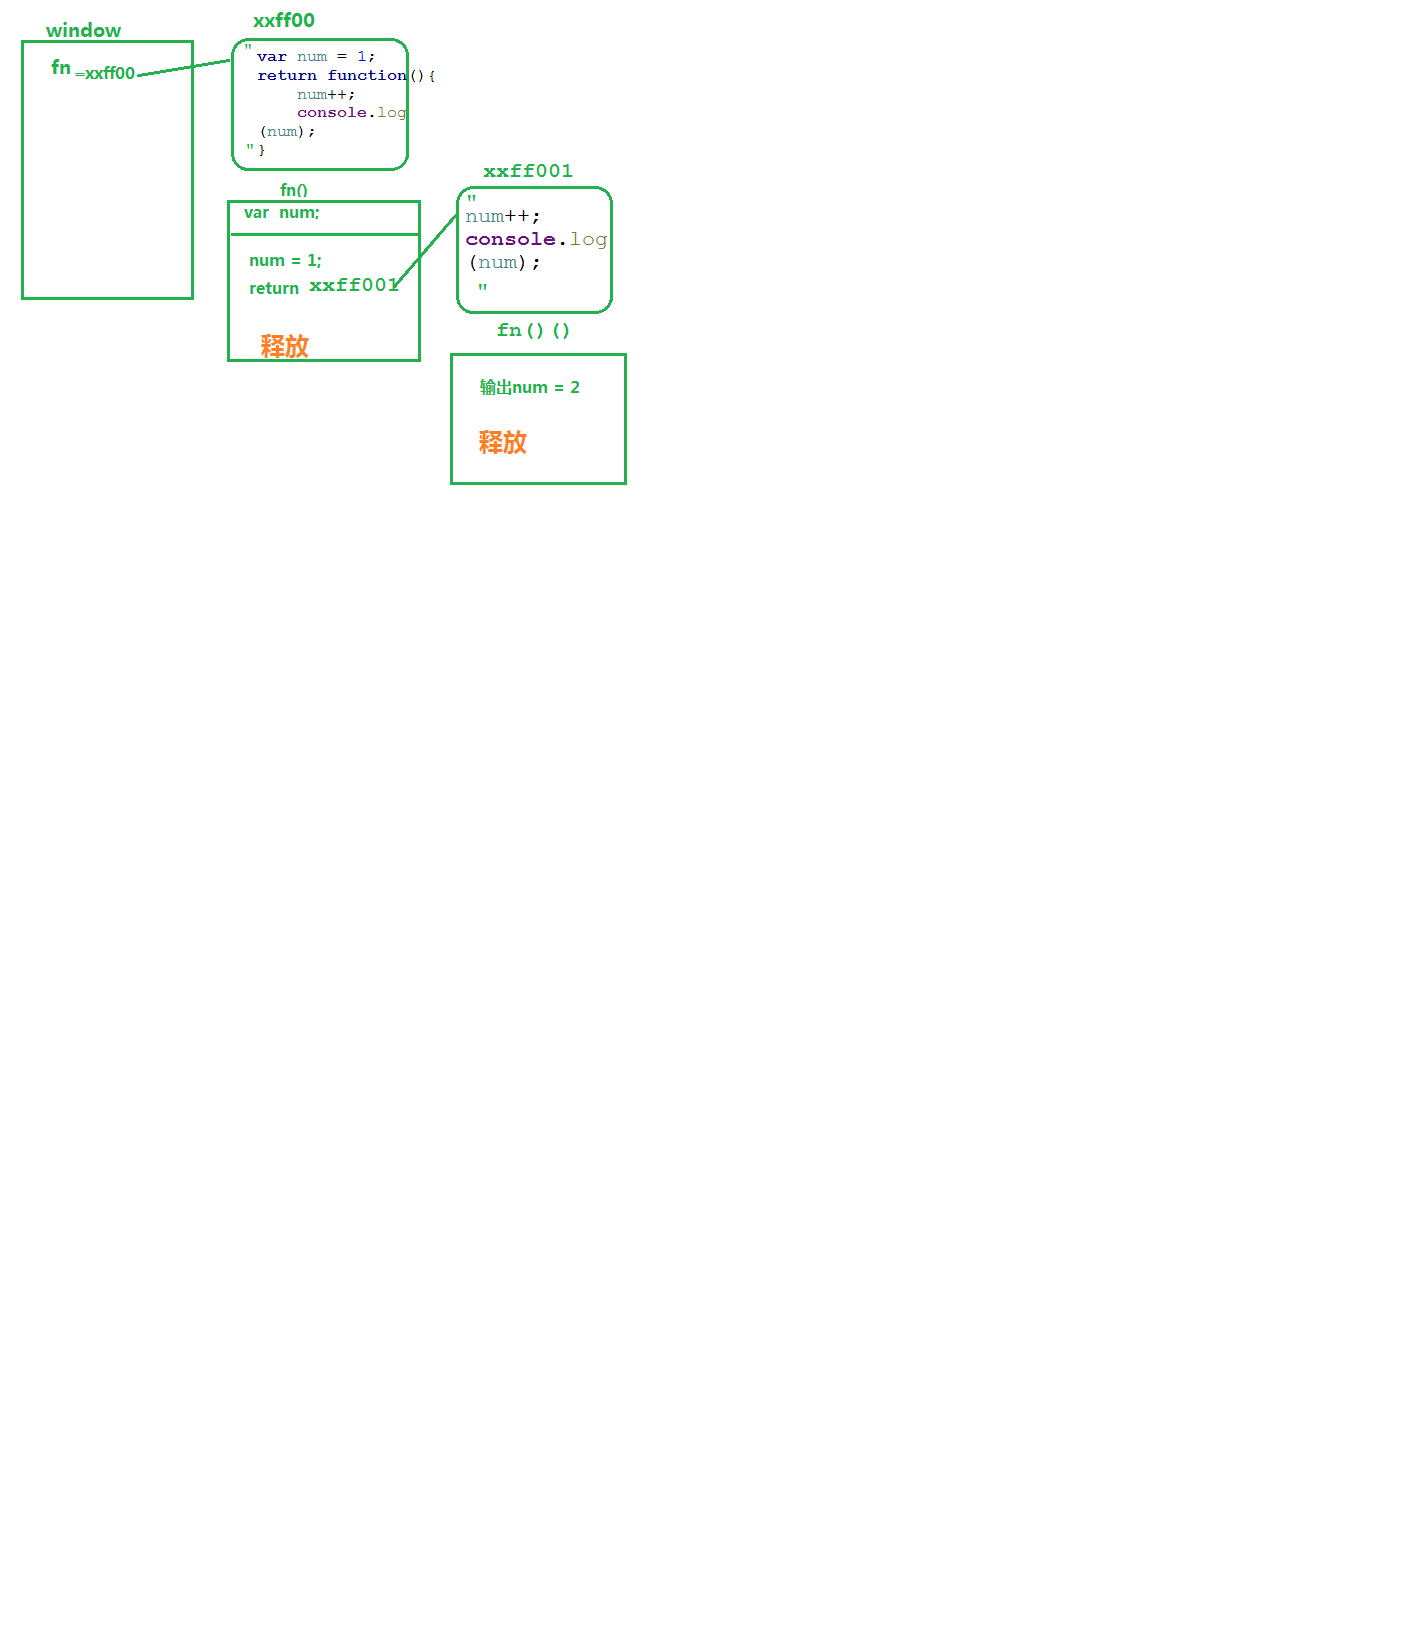 window
fn =xxff00
xxff00
"
var num = 1;
return function(){
num++;
console.log
(num);
" }
fn()
var num;
num = 1;
return xxff001
释放
xxff001
"
num++;
console.log
(num);
"
fn()()
输出num = 2
释放